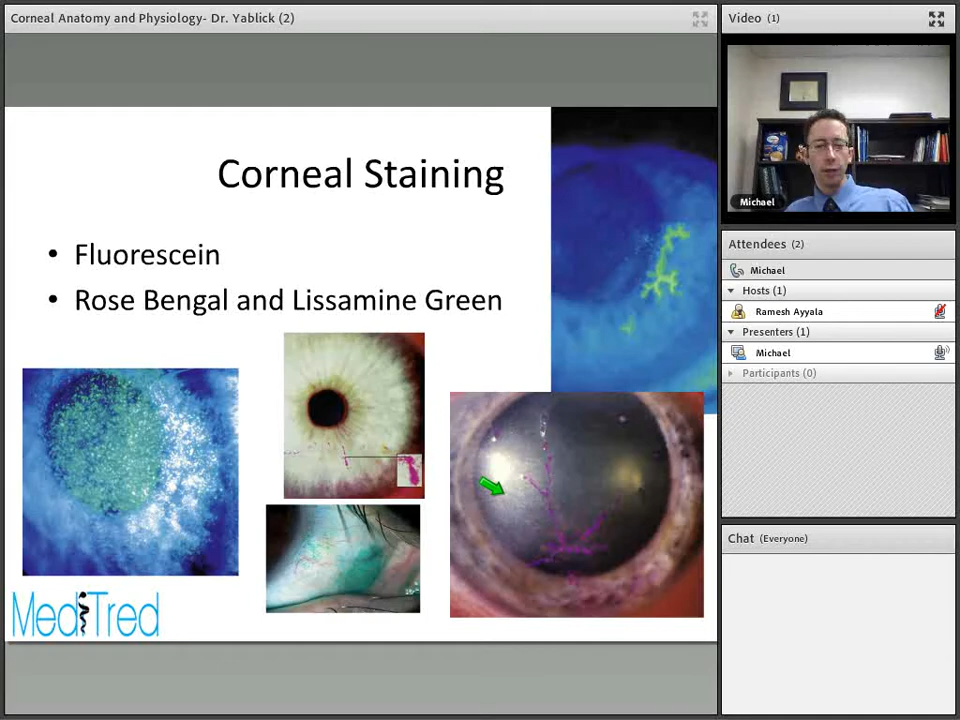 Corneal Anatomy and Physiology- Dr. Yablick (2)
Corneal Staining
• Fluorescein
• Rose Bengal and Lissamine Green
MediTred
Video (1)
Michael
Attendees (2)
Michael
Hosts (1)
Ramesh Ayyala
Presenters (1)
Michael
Participants (0)
Chat (Everyone)